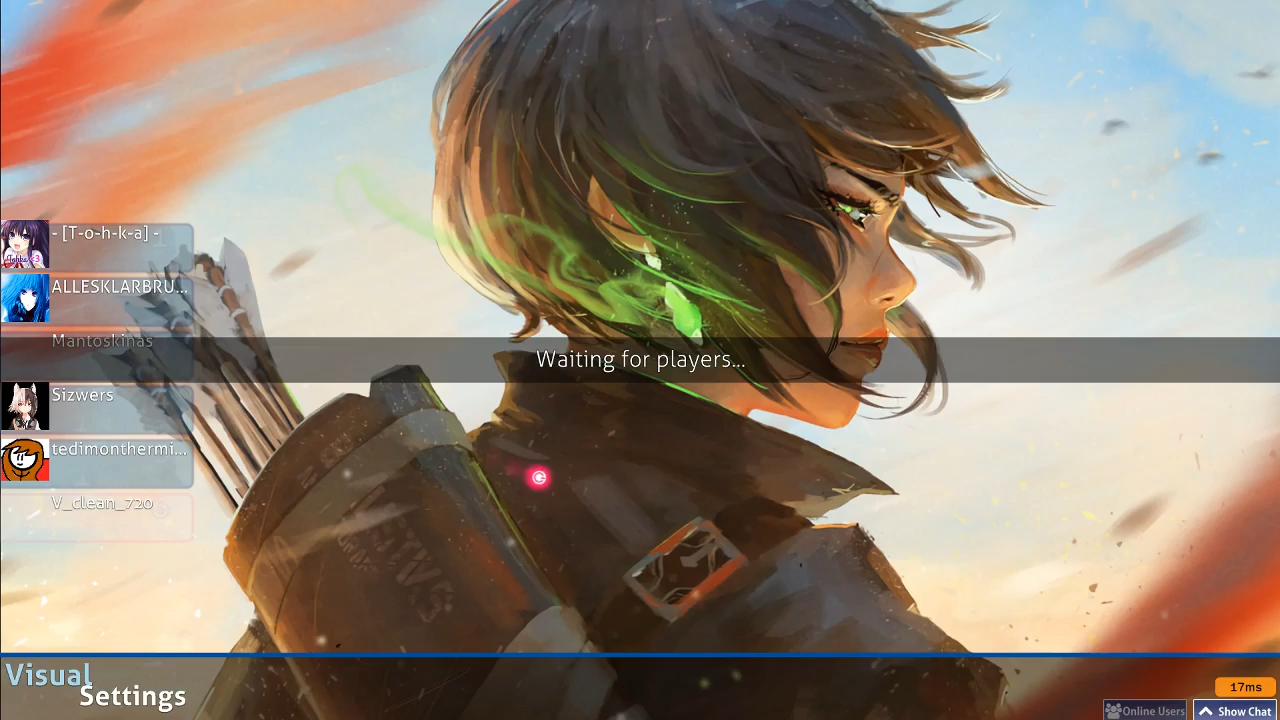 - [T-o-h-k-a] -
ALLESKLARBRU...
Mantoskinas
Waiting for players...
Sizwers
tedimonthermi...
V_clean_720
Visual
Settings
17ms
Online Users
Show Chat